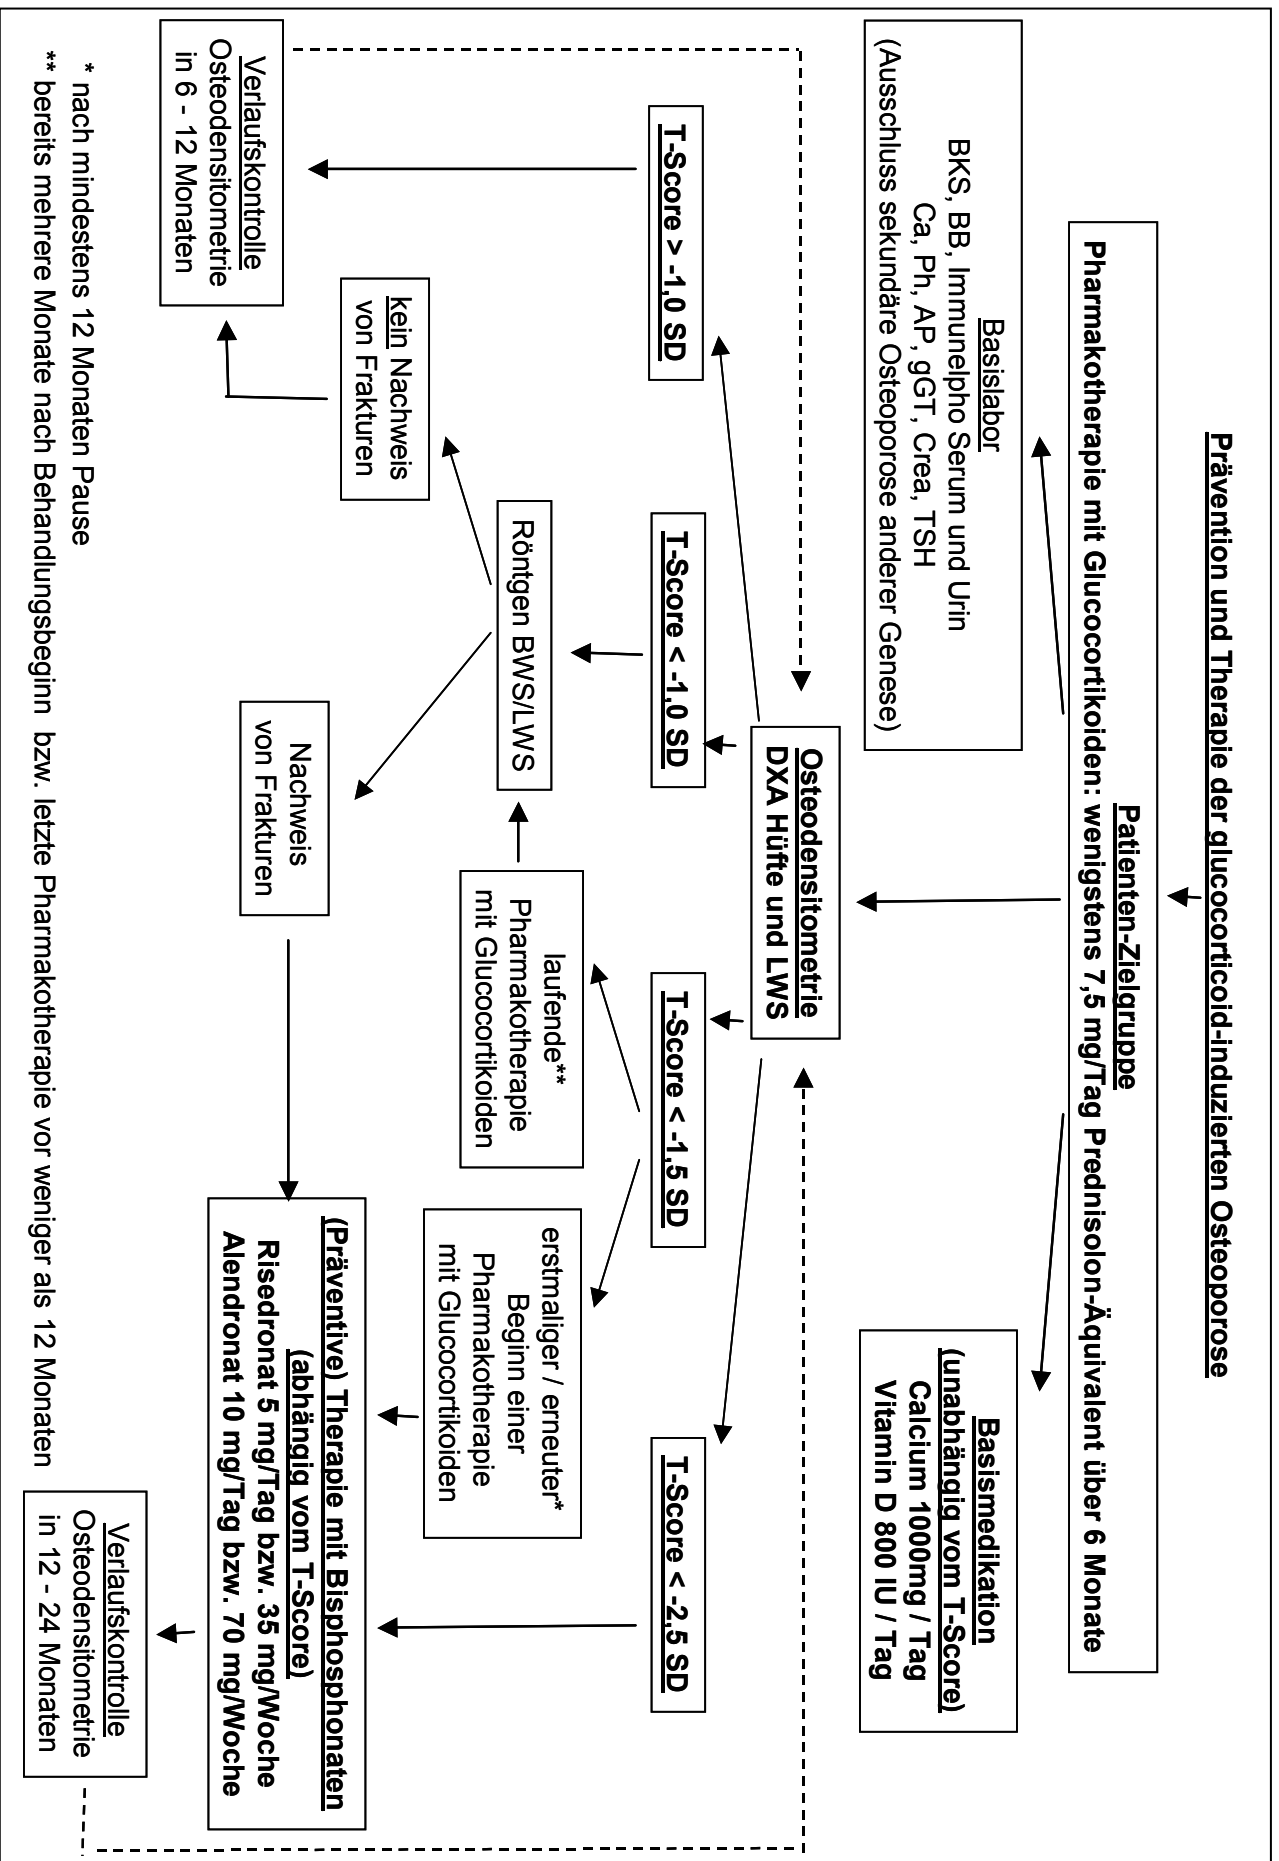 Prävention und Therapie der glucocorticoid-induzierten Osteoporose
Patienten-Zielgruppe
Pharmakotherapie mit Glucocortikoiden: wenigstens 7,5 mg/Tag Prednisolon-Äquivalent über 6 Monate
Basislabor
BKS, BB, Immunelpho Serum und Urin
Ca, Ph, AP, gGT, Crea, TSH
(Ausschluss sekundäre Osteoporose anderer Genese)
Osteodensitometrie
DXA Hüfte und LWS
Basismedikation
(unabhängig vom T-Score)
Calcium 1000mg / Tag
Vitamin D 800 IU / Tag
T-Score > -1,0 SD
T-Score < -1,0 SD
T-Score < -1,5 SD
T-Score < -2,5 SD
Röntgen BWS/LWS
laufende**
Pharmakotherapie
mit Glucocortikoiden
erstmaliger / erneuter*
Beginn einer
Pharmakotherapie
mit Glucocortikoiden
kein Nachweis
von Frakturen
Nachweis
von Frakturen
(Präventive) Therapie mit Bisphosphonaten
(abhängig vom T-Score)
Risedronat 5 mg/Tag bzw. 35 mg/Woche
Alendronat 10 mg/Tag bzw. 70 mg/Woche
Verlaufskontrolle
Osteodensitometrie
in 6 - 12 Monaten
Verlaufskontrolle
Osteodensitometrie
in 12 - 24 Monaten
* nach mindestens 12 Monaten Pause
** bereits mehrere Monate nach Behandlungsbeginn bzw. letzte Pharmakotherapie vor weniger als 12 Monaten